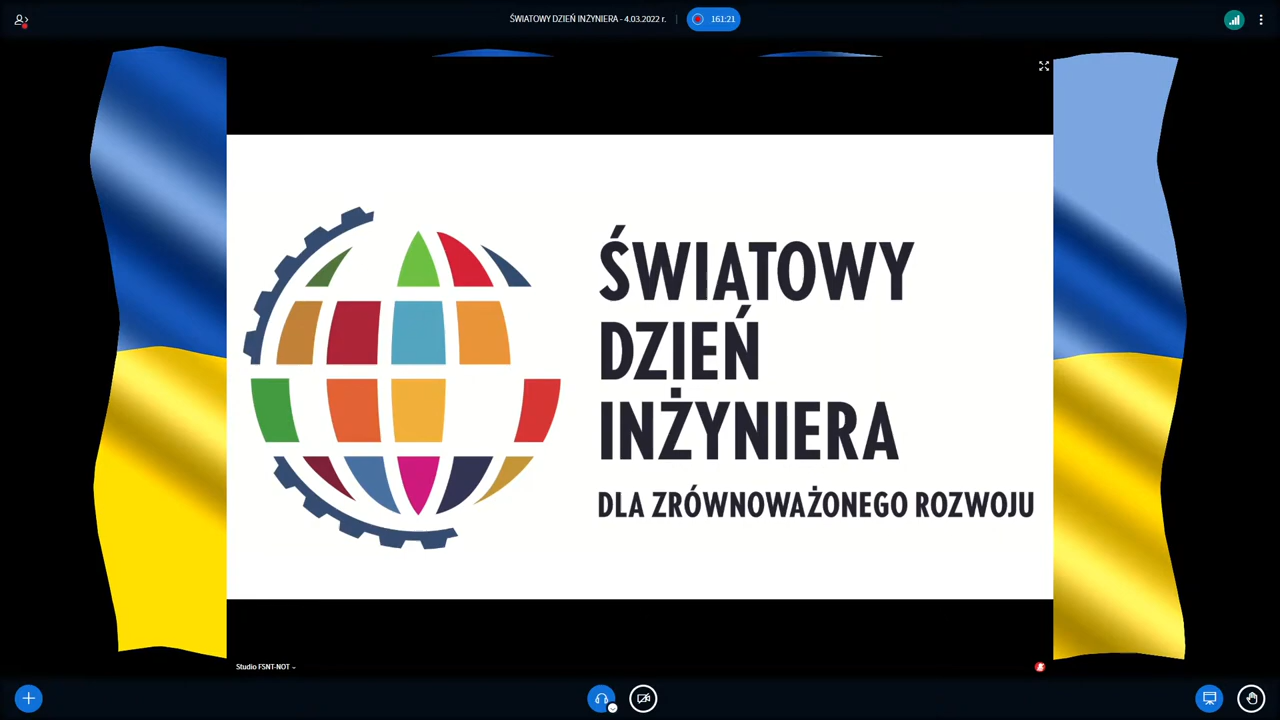 ŚWIATOWY DZIEŃ INŻYNIERA - 4.03.2022 r.
161:21
ŚWIATOWY
DZIEŃ
INŻYNIERA
DLA ZRÓWNOWAŻONEGO ROZWOJU
Studio FSNT-NOT